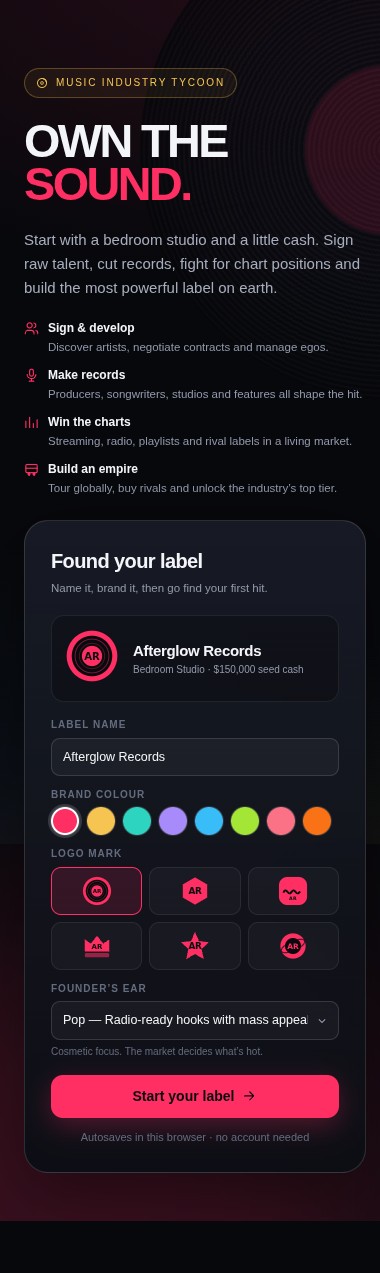 MUSIC INDUSTRY TYCOON
OWN THE
SOUND.
Start with a bedroom studio and a little cash. Sign
raw talent, cut records, fight for chart positions and
build the most powerful label on earth.
Sign & develop
Discover artists, negotiate contracts and manage egos.
Make records
Producers, songwriters, studios and features all shape the hit.
Win the charts
Streaming, radio, playlists and rival labels in a living market.
Build an empire
Tour globally, buy rivals and unlock the industry's top tier.
Found your label
Name it, brand it, then go find your first hit.
AR
Afterglow Records
Bedroom Studio · $150,000 seed cash
LABEL NAME
Afterglow Records
BRAND COLOUR
LOGO MARK
AR
AR
AR
AR
AR
AR
FOUNDER'S EAR
Pop — Radio-ready hooks with mass appeal
Cosmetic focus. The market decides what's hot.
Start your label →
Autosaves in this browser · no account needed